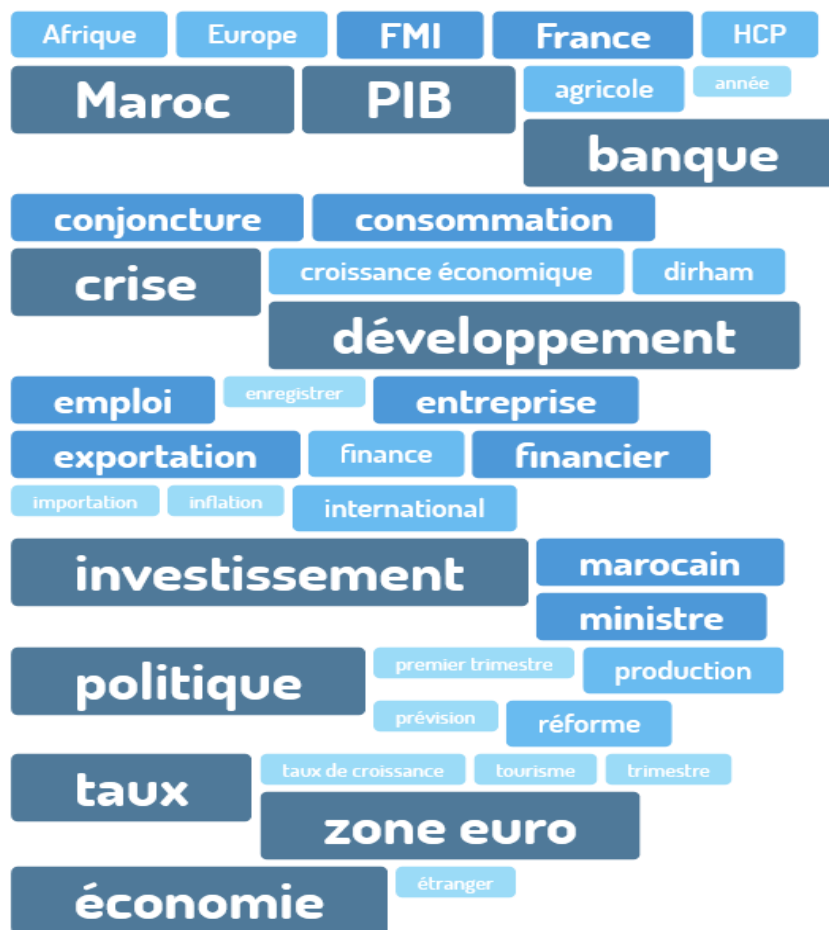 Afrique Europe FMI France HCP
Maroc PIB agricole année
banque
conjoncture consommation
crise croissance économique dirham
développement
emploi enregistrer entreprise
exportation finance financier
importation inflation international
investissement marocain
ministre
politique premier trimestre production
prévision réforme
taux taux de croissance tourisme trimestre
zone euro
économie étranger